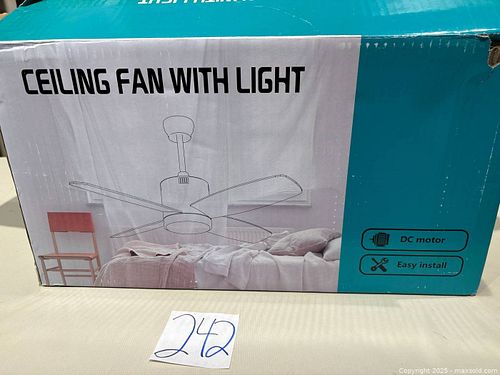 CEILING FAN WITH LIGHT
DC motor
Easy install
242
Copyright 2025 - maxsold.com